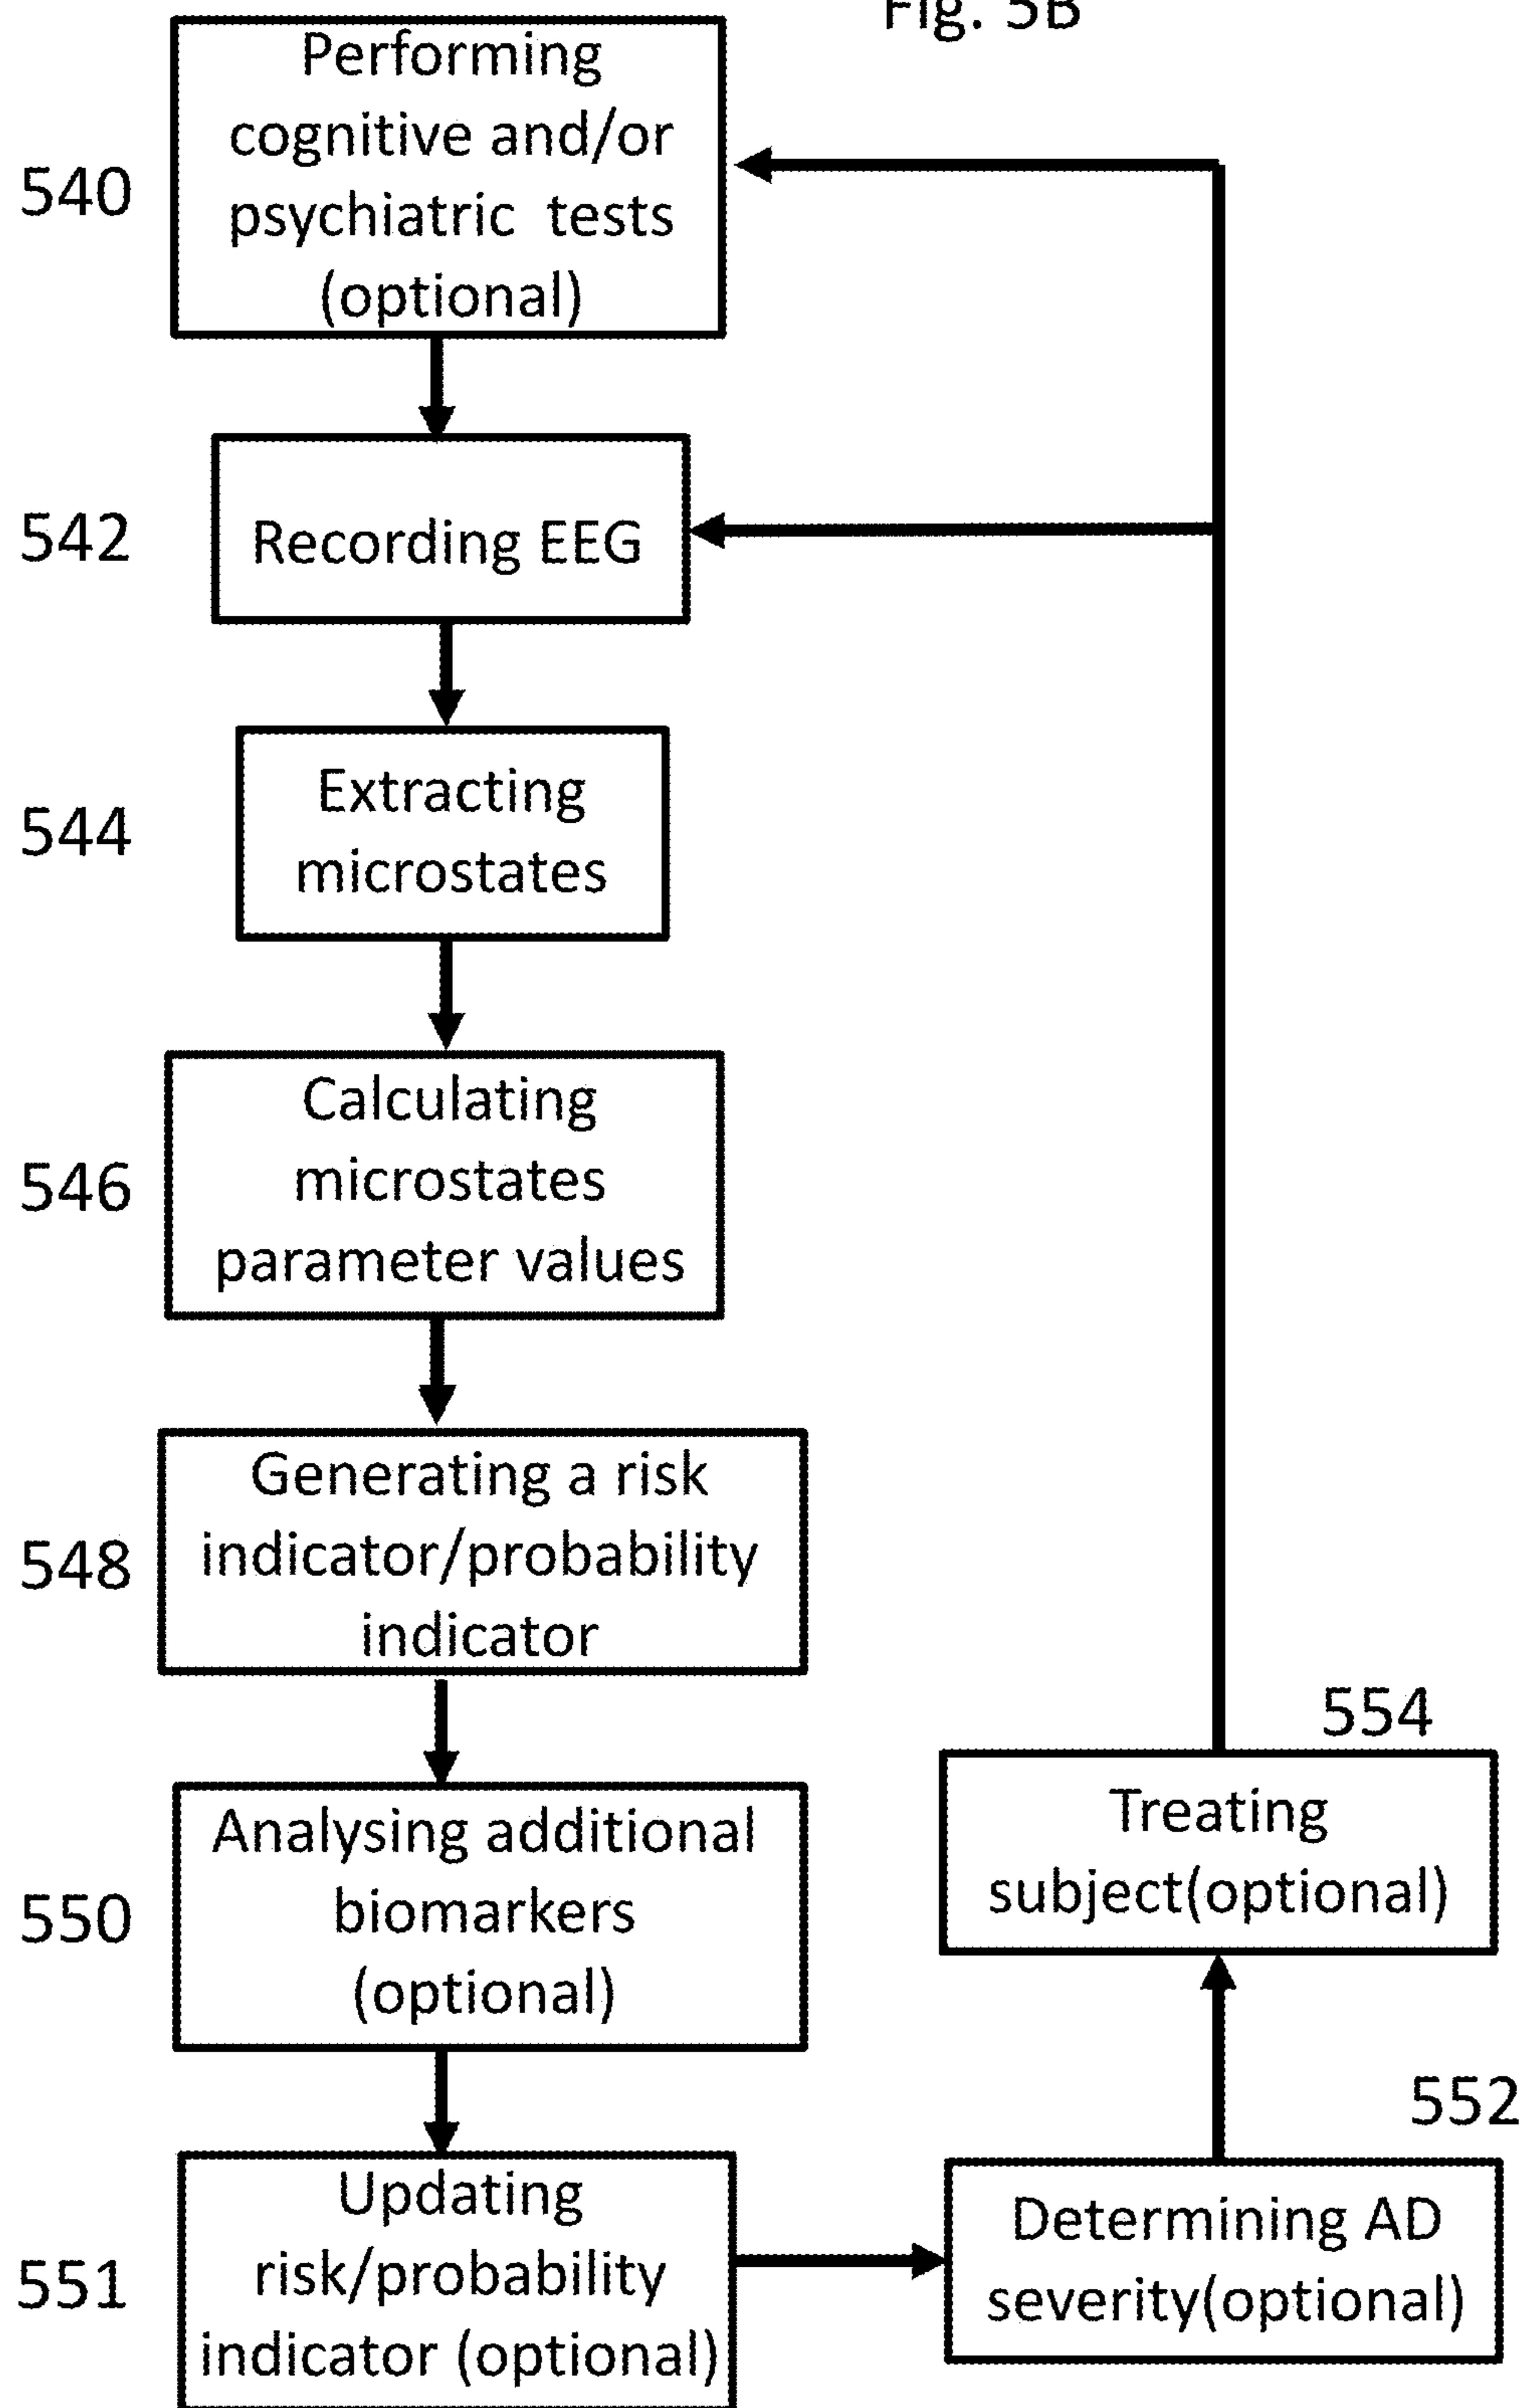 Fig. 5B
Performing
cognitive and/or
psychiatric tests
(optional)
540
Recording EEG
542
Extracting
microstates
544
Calculating
microstates
parameter values
546
Generating a risk
indicator/probability
indicator
548
Analysing additional
biomarkers
(optional)
550
Updating
risk/probability
indicator (optional)
551
552
Determining AD
severity(optional)
554
Treating
subject(optional)